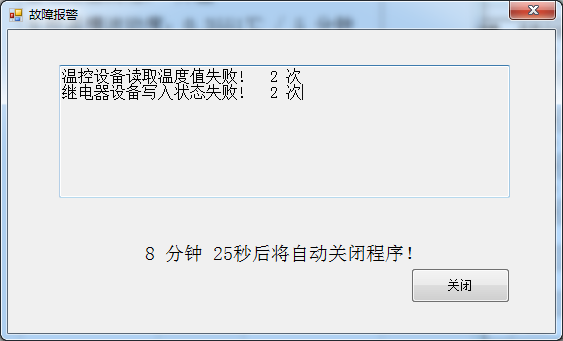 故障报警
温控设备读取温度值失败!   2 次
继电器设备写入状态失败!   2 次
8 分钟 25秒后将自动关闭程序!
关闭